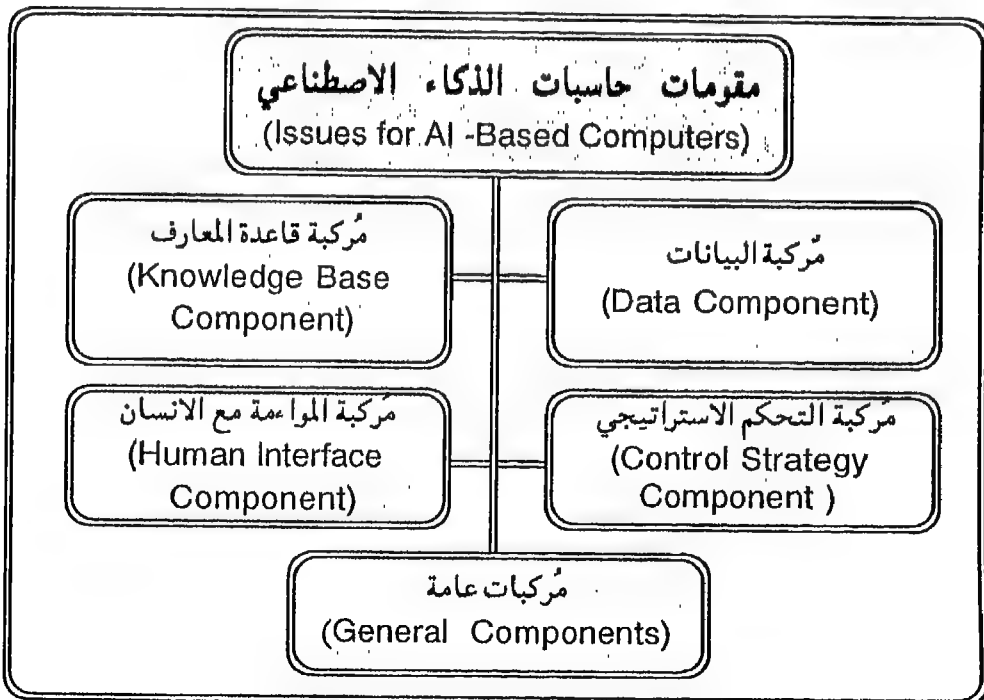 مقومات حاسبات الذكاء الاصطناعي
(Issues for AI -Based Computers)
مُركبة البيانات
(Data Component)
مُركبة قاعدة المعارف
(Knowledge Base
Component)
مُركبة التحكم الاستراتيجي
(Control Strategy
Component )
مُركبة المواءمة مع الانسان
(Human Interface
Component)
مُركبات عامة
(General Components)